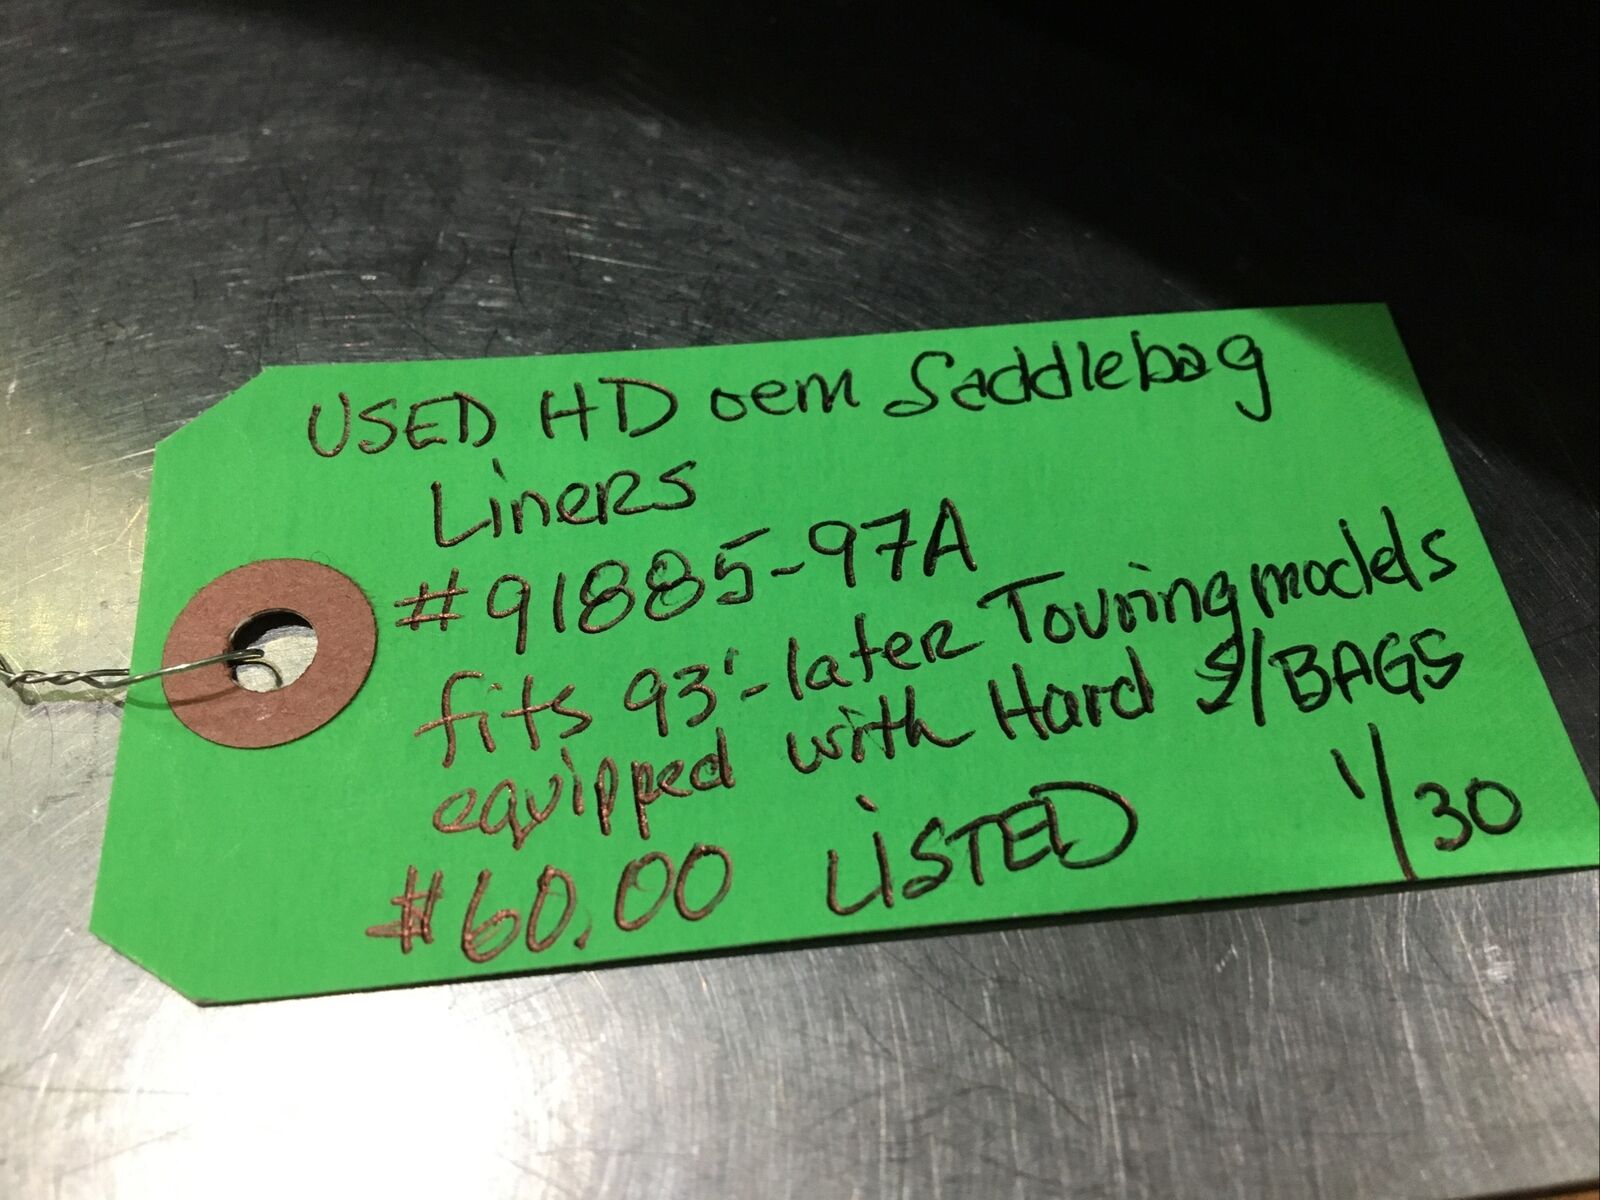 USED HD oem Saddlebag
Liners
#91885-97A
fits 93'-later Touring models
equipped with Hard S/BAGS
#60.00 LiSTED 1/30